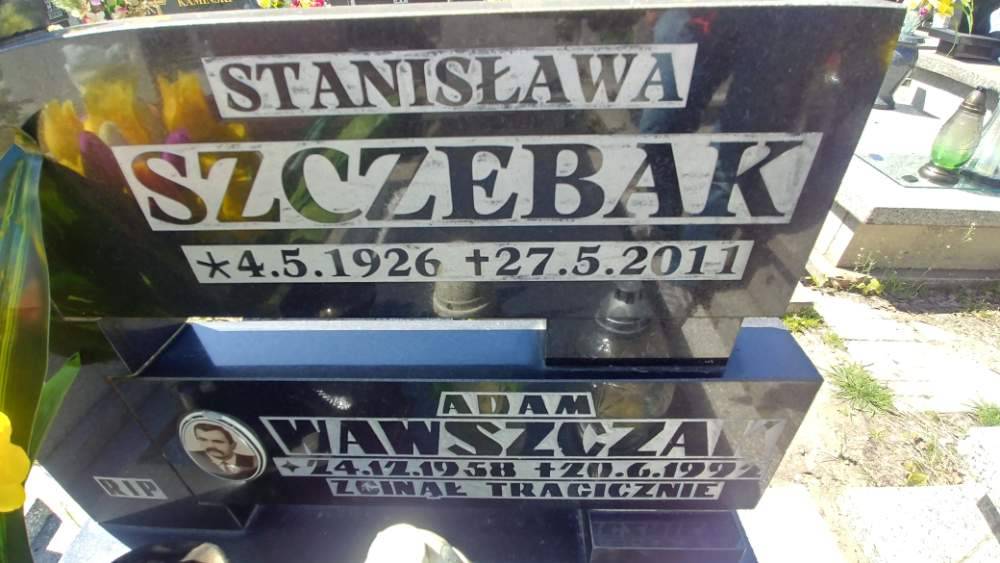 KAMIŃSKI
STANISŁAWA
SZCZEBAK
*4.5.1926 †27.5.2011
ADAM
WAWSZCZAK
*24.12.1958 †20.6.1992
ZGINĄŁ TRAGICZNIE
RIP